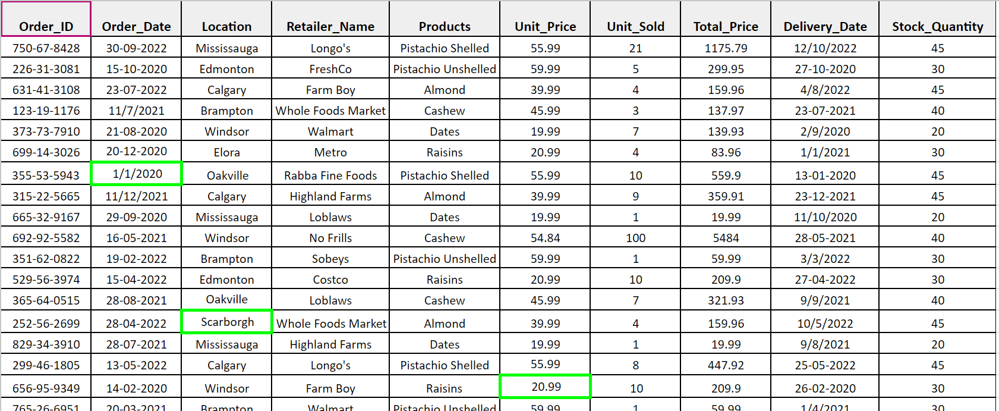 Order_ID Order_Date Location Retailer_Name Products Unit_Price Unit_Sold Total_Price Delivery_Date Stock_Quantity
750-67-8428 30-09-2022 Mississauga Longo's Pistachio Shelled 55.99 21 1175.79 12/10/2022 45
226-31-3081 15-10-2020 Edmonton FreshCo Pistachio Unshelled 59.99 5 299.95 27-10-2020 30
631-41-3108 23-07-2022 Calgary Farm Boy Almond 39.99 4 159.96 4/8/2022 45
123-19-1176 11/7/2021 Brampton Whole Foods Market Cashew 45.99 3 137.97 23-07-2021 40
373-73-7910 21-08-2020 Windsor Walmart Dates 19.99 7 139.93 2/9/2020 20
699-14-3026 20-12-2020 Elora Metro Raisins 20.99 4 83.96 1/1/2021 30
355-53-5943 1/1/2020 Oakville Rabba Fine Foods Pistachio Shelled 55.99 10 559.9 13-01-2020 45
315-22-5665 11/12/2021 Calgary Highland Farms Almond 39.99 9 359.91 23-12-2021 45
665-32-9167 29-09-2020 Mississauga Loblaws Dates 19.99 1 19.99 11/10/2020 20
692-92-5582 16-05-2021 Windsor No Frills Cashew 54.84 100 5484 28-05-2021 40
351-62-0822 19-02-2022 Brampton Sobeys Pistachio Unshelled 59.99 1 59.99 3/3/2022 30
529-56-3974 15-04-2022 Edmonton Costco Raisins 20.99 10 209.9 27-04-2022 30
365-64-0515 28-08-2021 Oakville Loblaws Cashew 45.99 7 321.93 9/9/2021 40
252-56-2699 28-04-2022 Scarborgh Whole Foods Market Almond 39.99 4 159.96 10/5/2022 45
829-34-3910 28-07-2021 Mississauga Highland Farms Dates 19.99 1 19.99 9/8/2021 20
299-46-1805 13-05-2022 Calgary Longo's Pistachio Shelled 55.99 8 447.92 25-05-2022 45
656-95-9349 14-02-2020 Windsor Farm Boy Raisins 20.99 10 209.9 26-02-2020 30
765-26-6951 20-03-2021 Brampton Walmart Pistachio Unshelled 59.99 1 59.99 1/4/2021 30